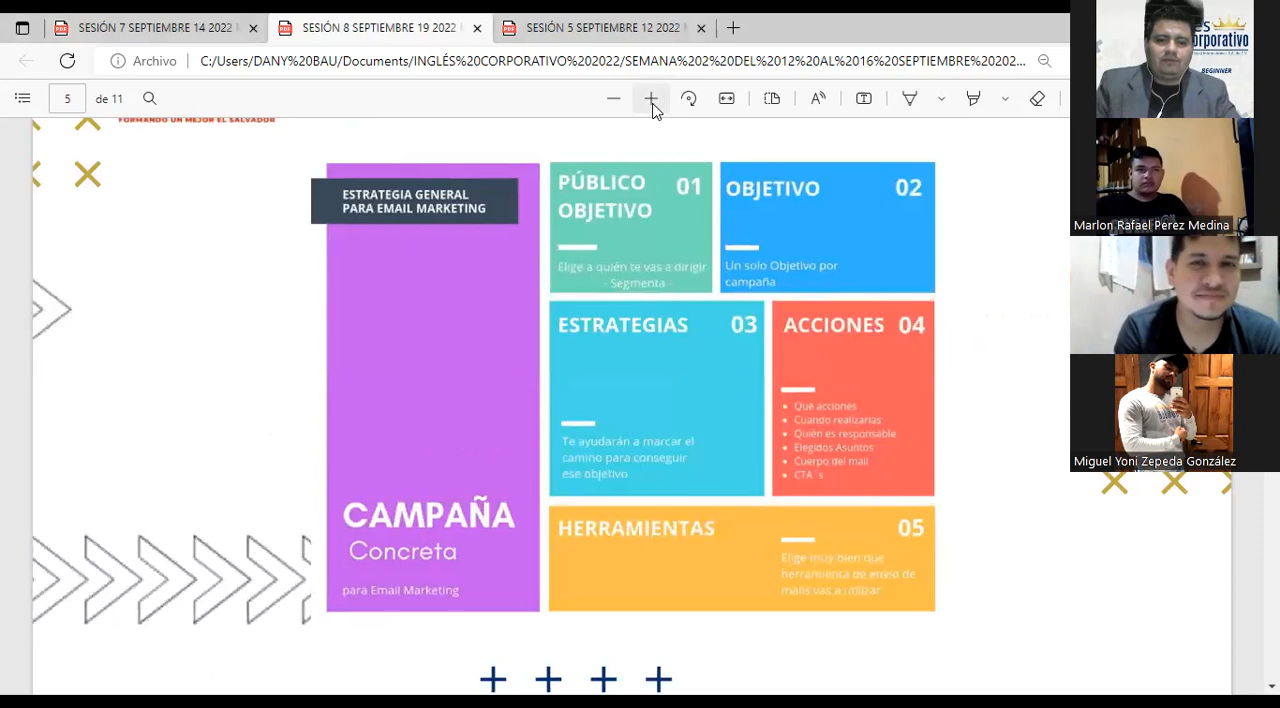 SESIÓN 7 SEPTIEMBRE 14 2022
SESIÓN 8 SEPTIEMBRE 19 2022
SESIÓN 5 SEPTIEMBRE 12 2022
Archivo
C:/Users/DANY%20BAU/Documents/INGLÉS%20CORPORATIVO%202022/SEMANA%202%20DEL%2012%20AL%2016%20SEPTIEMBRE%20202...
5
de 11
FORMANDO UN MEJOR EL SALVADOR
ESTRATEGIA GENERAL
PARA EMAIL MARKETING
CAMPAÑA
Concreta
para Email Marketing
PÚBLICO
OBJETIVO
01
Elige a quién te vas a dirigir
- Segmenta -
OBJETIVO
02
Un solo Objetivo por
campaña
ESTRATEGIAS
03
Te ayudarán a marcar el
camino para conseguir
ese objetivo
ACCIONES
04
• Qué acciones
• Cuando realizarlas
• Quién es responsable
• Elegidos Asuntos
• Cuerpo del mail
• CTA´s
HERRAMIENTAS
05
Elige muy bien que
herramienta de envío de
mails vas a utilizar
BEGINNER
Marlon Rafael Perez Medina
Miguel Yoni Zepeda González